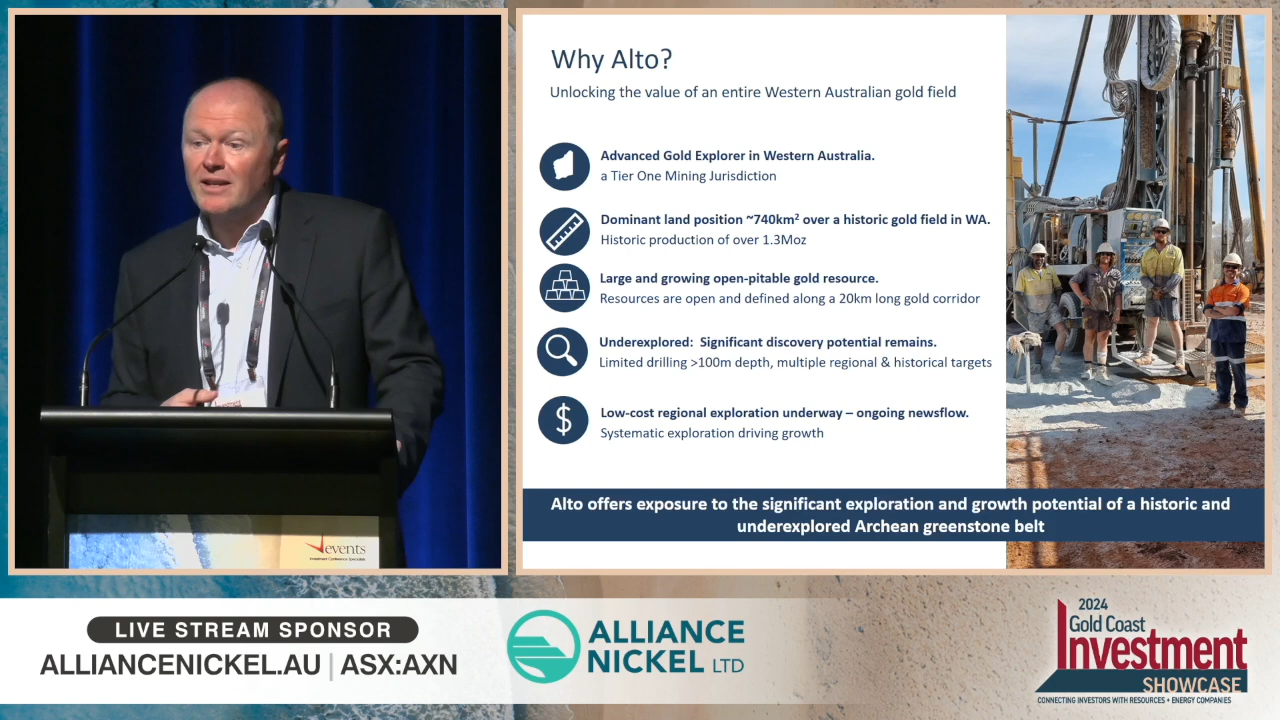 Why Alto?
Unlocking the value of an entire Western Australian gold field
Advanced Gold Explorer in Western Australia.
a Tier One Mining Jurisdiction
Dominant land position ~740km² over a historic gold field in WA.
Historic production of over 1.3Moz
Large and growing open-pitable gold resource.
Resources are open and defined along a 20km long gold corridor
Underexplored:  Significant discovery potential remains.
Limited drilling >100m depth, multiple regional & historical targets
$
Low-cost regional exploration underway – ongoing newsflow.
Systematic exploration driving growth
Alto offers exposure to the significant exploration and growth potential of a historic and
underexplored Archean greenstone belt
events
Investment Conference Specialists
LIVE STREAM SPONSOR
ALLIANCENICKEL.AU | ASX:AXN
ALLIANCE
NICKEL LTD
2024
Gold Coast
Investment
SHOWCASE
CONNECTING INVESTORS WITH RESOURCES + ENERGY COMPANIES